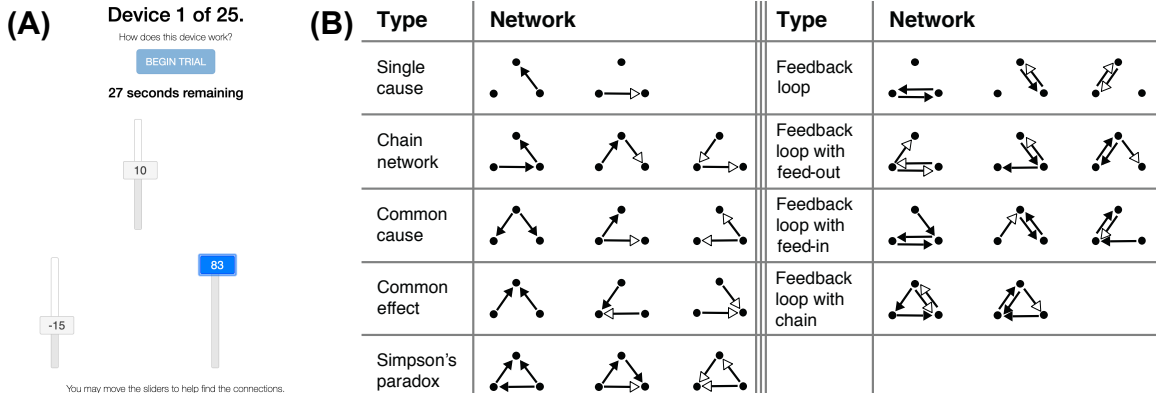 (A)
Device 1 of 25.
How does this device work?
BEGIN TRIAL
27 seconds remaining
10
83
-15
You may move the sliders to help find the connections.
(B)
Type Network Type Network
Single
cause
Feedback
loop
Chain
network
Feedback
loop with
feed-out
Common
cause
Feedback
loop with
feed-in
Common
effect
Feedback
loop with
chain
Simpson's
paradox